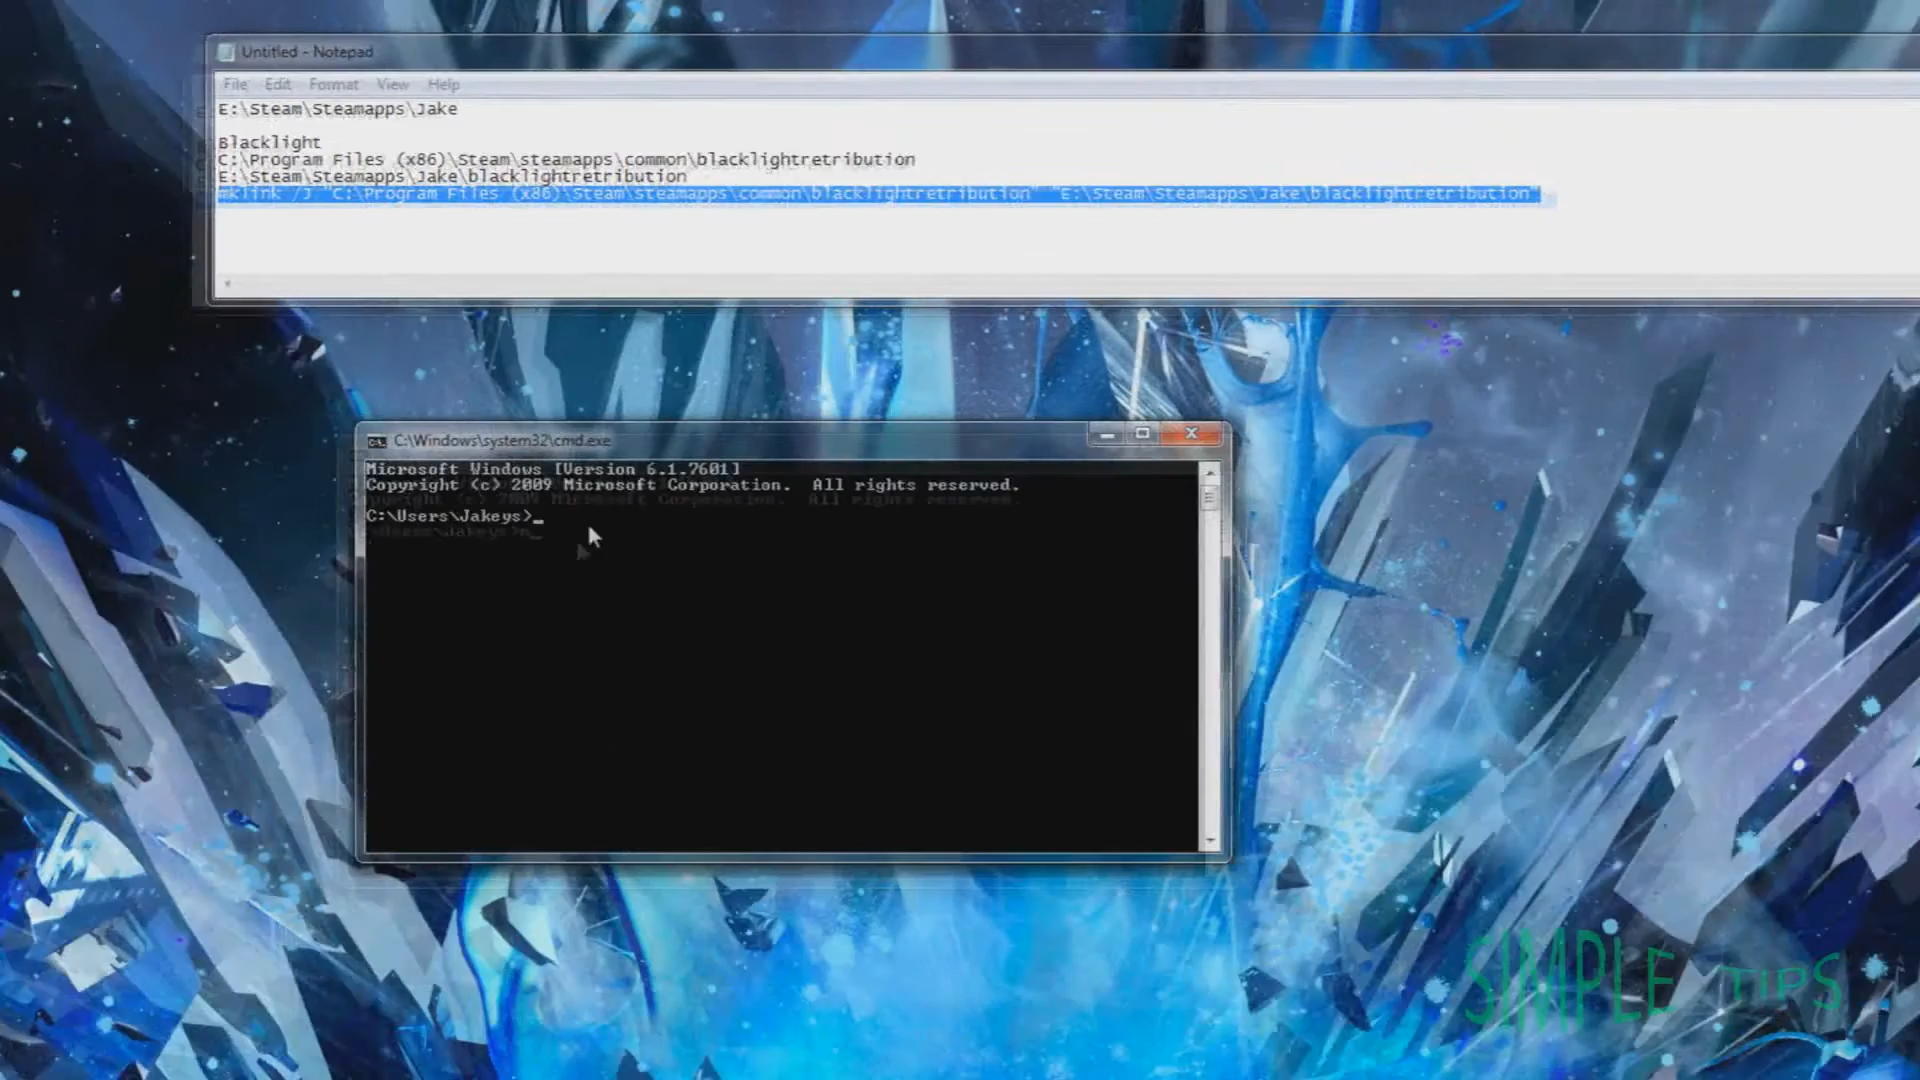 Untitled - Notepad
File Edit Format View Help
E:\Steam\Steamapps\Jake
Blacklight
C:\Program Files (x86)\Steam\steamapps\common\blacklightretribution
E:\Steam\Steamapps\Jake\blacklightretribution
mklink /J "C:\Program Files (x86)\Steam\steamapps\common\blacklightretribution" "E:\Steam\Steamapps\Jake\blacklightretribution"
C:\Windows\system32\cmd.exe
Microsoft Windows [Version 6.1.7601]
Copyright (c) 2009 Microsoft Corporation. All rights reserved.
C:\Users\Jakeys>_
SIMPLE TIPS